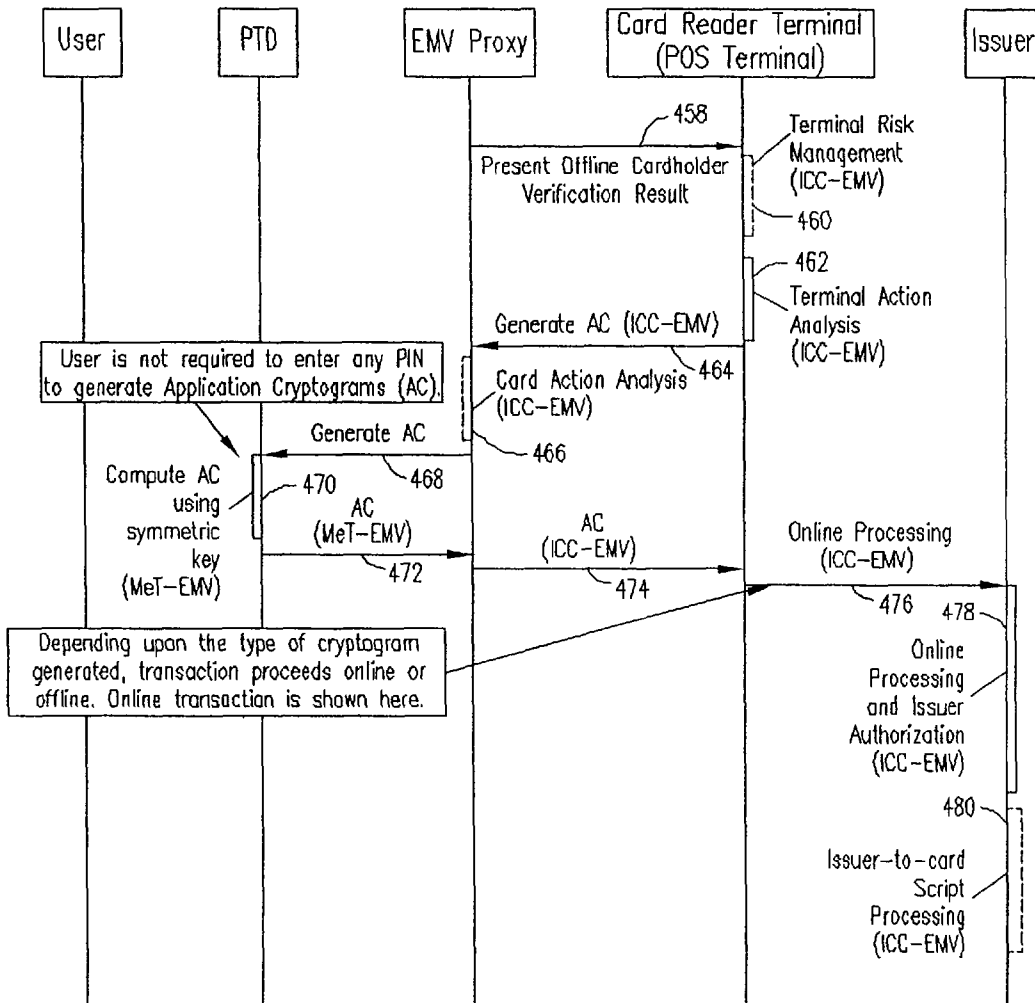 User
PTD
EMV Proxy
Card Reader Terminal
(POS Terminal)
Issuer
458
Present Offline Cardholder
Verification Result
Terminal Risk
Management
(ICC-EMV)
460
462
Terminal Action
Analysis
(ICC-EMV)
Generate AC (ICC-EMV)
464
User is not required to enter any PIN
to generate Application Cryptograms (AC).
Card Action Analysis
(ICC-EMV)
466
Generate AC
468
Compute AC
using
symmetric
key
(MeT-EMV)
470
AC
(MeT-EMV)
472
AC
(ICC-EMV)
474
Online Processing
(ICC-EMV)
476
478
Depending upon the type of cryptogram
generated, transaction proceeds online or
offline. Online transaction is shown here.
Online
Processing
and Issuer
Authorization
(ICC-EMV)
480
Issuer-to-card
Script
Processing
(ICC-EMV)